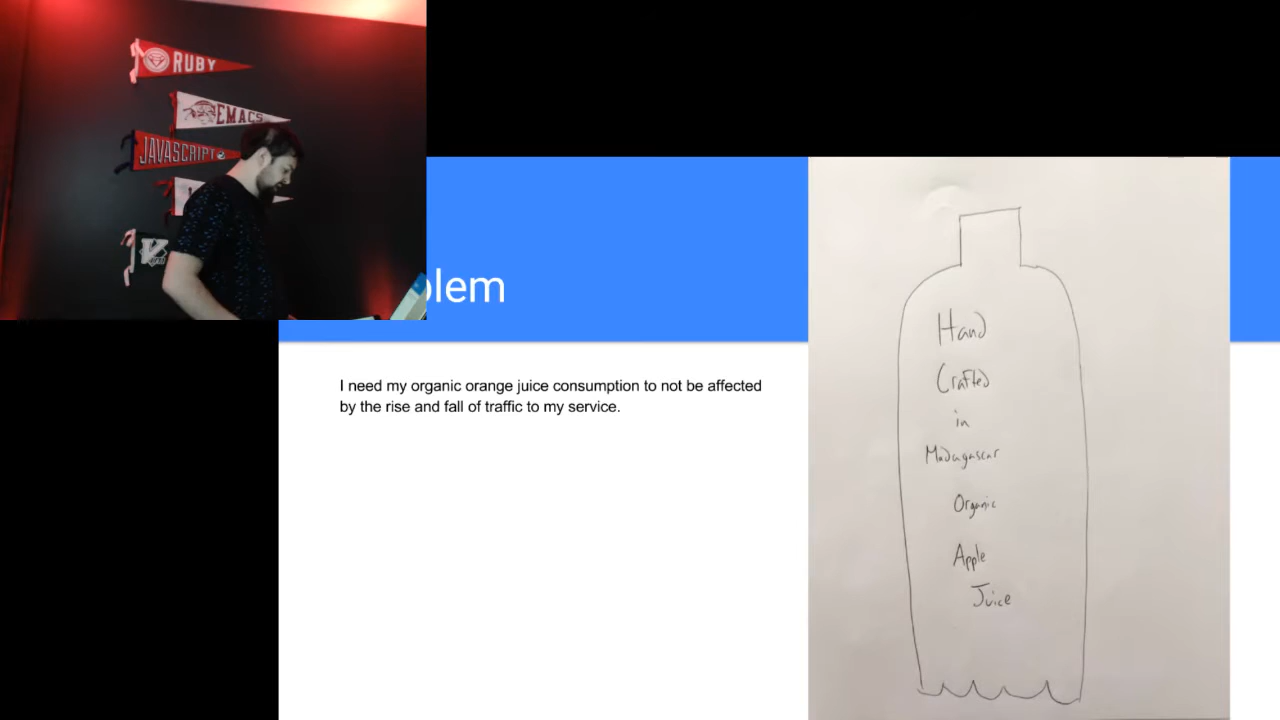 RUBY
EMACS
JAVASCRIPT
olem
I need my organic orange juice consumption to not be affected
by the rise and fall of traffic to my service.
Hand
Crafted
in
Madagascar
Organic
Apple
Juice